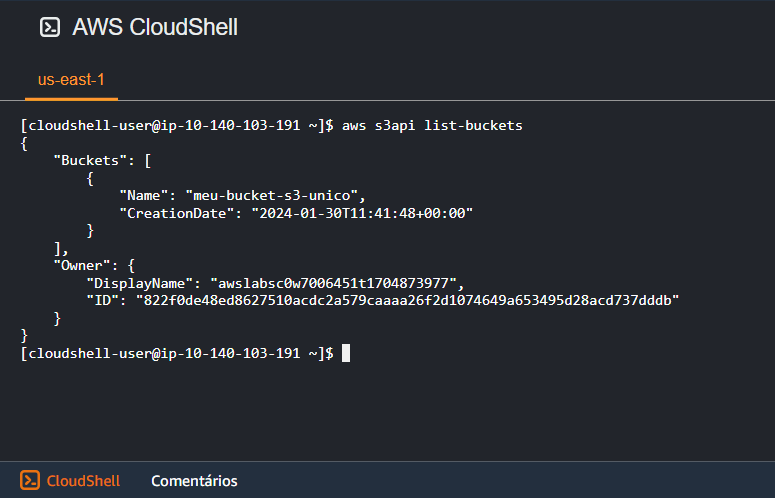 AWS CloudShell
us-east-1
[cloudshell-user@ip-10-140-103-191 ~]$ aws s3api list-buckets
{
    "Buckets": [
        {
            "Name": "meu-bucket-s3-unico",
            "CreationDate": "2024-01-30T11:41:48+00:00"
        }
    ],
    "Owner": {
        "DisplayName": "awslabsc0w7006451t1704873977",
        "ID": "822f0de48ed8627510acdc2a579caaaa26f2d1074649a653495d28acd737dddb"
    }
}
[cloudshell-user@ip-10-140-103-191 ~]$
CloudShell Comentários